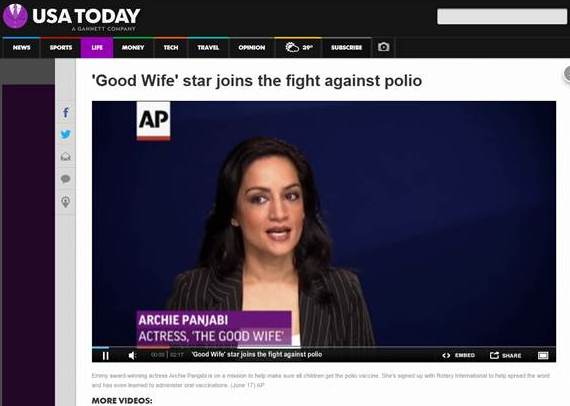 USA TODAY
A GANNETT COMPANY
NEWS SPORTS LIFE MONEY TECH TRAVEL OPINION 29° SUBSCRIBE
'Good Wife' star joins the fight against polio
AP
ARCHIE PANJABI
ACTRESS, 'THE GOOD WIFE'
00:00 | 02:17 'Good Wife' star joins the fight against polio EMBED SHARE
Emmy award-winning actress Archie Panjabi is on a mission to help make sure all children get the polio vaccine. She's signed up with Rotary International to help spread the word
and has even learned to administer oral vaccinations. (June 17) AP
MORE VIDEOS: